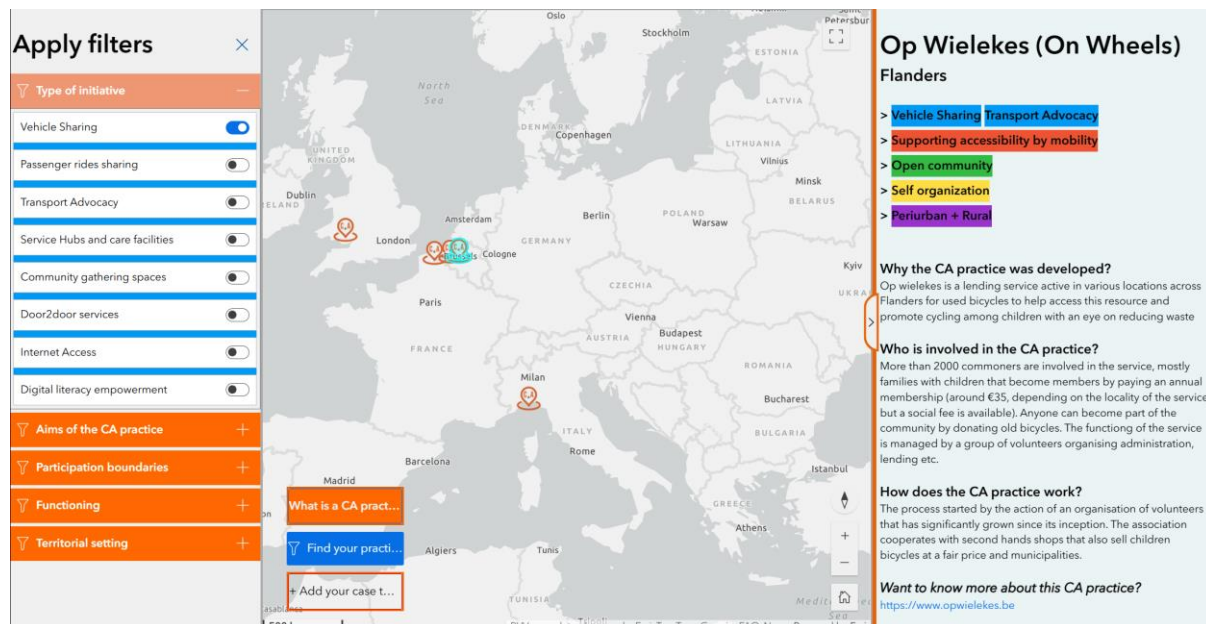 Apply filters
Type of initiative
Vehicle Sharing
Passenger rides sharing
Transport Advocacy
Service Hubs and care facilities
Community gathering spaces
Door2door services
Internet Access
Digital literacy empowerment
Aims of the CA practice
Participation boundaries
Functioning
Territorial setting
Oslo
Stockholm
Petersbur
ESTONIA
North
Sea
LATVIA
DENMARK
Copenhagen
LITHUANIA
UNITED
KINGDOM
Vilnius
Minsk
Dublin
ELAND
BELARUS
Amsterdam
Berlin
POLAND
Warsaw
London
GERMANY
Cologne
Kyiv
CZECHIA
UKRA
Paris
Vienna
AUSTRIA
Budapest
HUNGARY
FRANCE
ROMANIA
Milan
Bucharest
ITALY
BULGARIA
Rome
Barcelona
Istanbul
Madrid
What is a CA pract...
GREECE
Athens
Find your practi...
Algiers
Tunis
+ Add your case t...
TUNISIA
Op Wielekes (On Wheels)
Flanders
> Vehicle Sharing Transport Advocacy
> Supporting accessibility by mobility
> Open community
> Self organization
> Periurban + Rural
Why the CA practice was developed?
Op wielekes is a lending service active in various locations across
Flanders for used bicycles to help access this resource and
promote cycling among children with an eye on reducing waste
Who is involved in the CA practice?
More than 2000 commoners are involved in the service, mostly
families with children that become members by paying an annual
membership (around €35, depending on the locality of the service
but a social fee is available). Anyone can become part of the
community by donating old bicycles. The functiong of the service
is managed by a group of volunteers organising administration,
lending etc.
How does the CA practice work?
The process started by the action of an organisation of volunteers
that has significantly grown since its inception. The association
cooperates with second hands shops that also sell children
bicycles at a fair price and municipalities.
Want to know more about this CA practice?
https://www.opwielekes.be